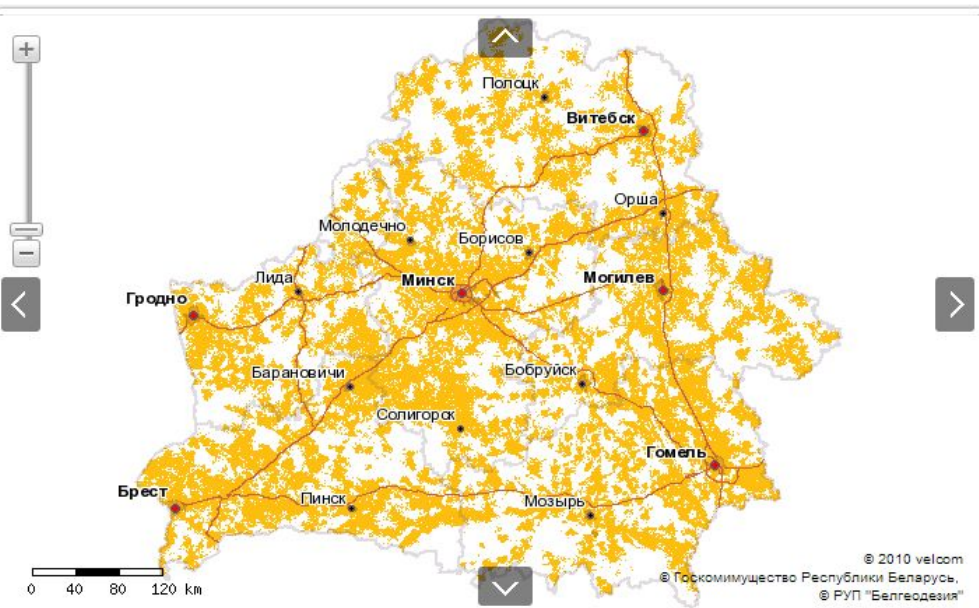 Полоцк
Витебск
Орша
Молодечно
Борисов
Лида
Минск
Могилев
Гродно
Барановичи
Бобруйск
Солигорск
Гомель
Брест
Пинск
Мозырь
0 40 80 120 km
© 2010 velcom
© Госкомимущество Республики Беларусь,
© РУП "Белгеодезия"